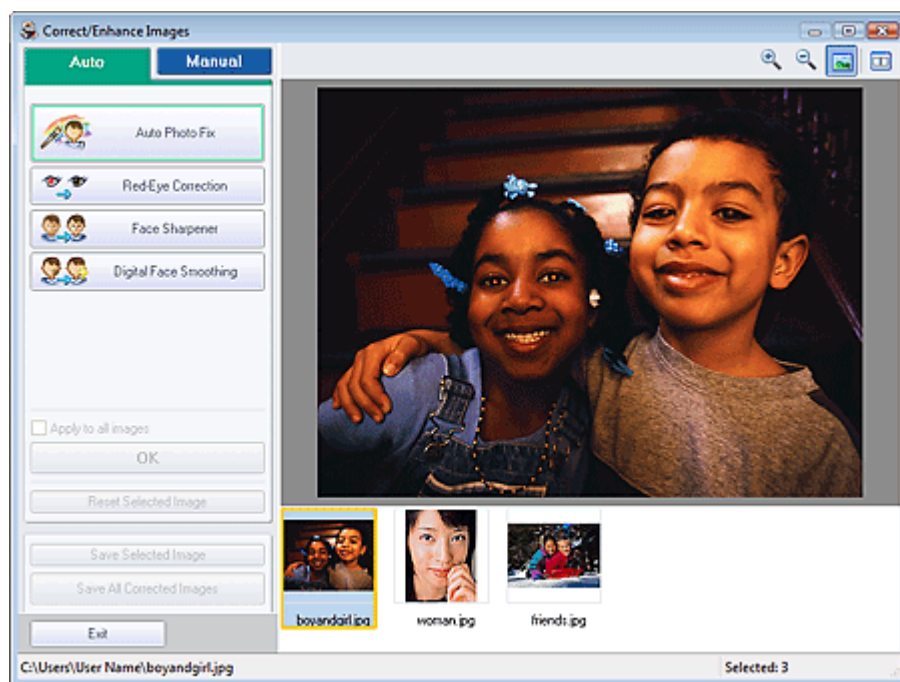 Correct/Enhance Images
Auto
Manual
Auto Photo Fix
Red-Eye Correction
Face Sharpener
Digital Face Smoothing
Apply to all images
OK
Reset Selected Image
Save Selected Image
Save All Corrected Images
Exit
boyandgirl.jpg
woman.jpg
friends.jpg
C:\Users\User Name\boyandgirl.jpg
Selected: 3